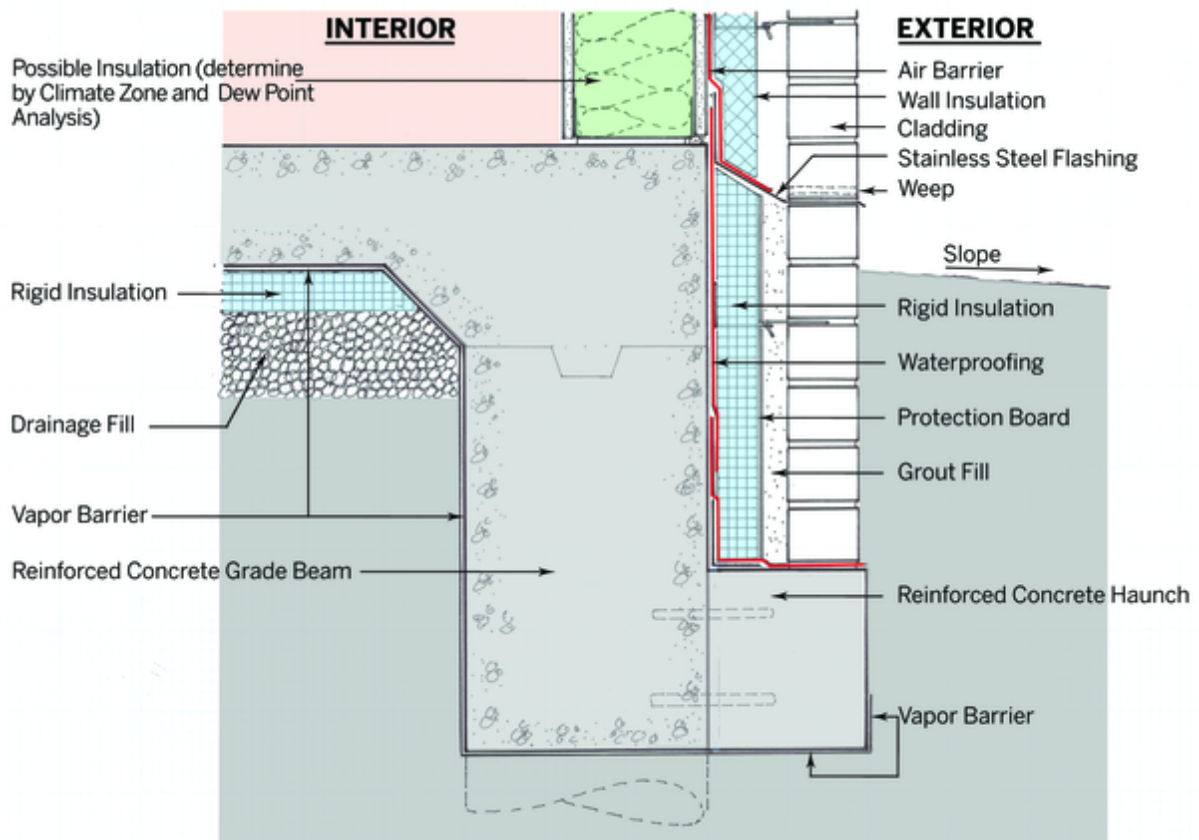 INTERIOR
EXTERIOR
Possible Insulation (determine
by Climate Zone and Dew Point
Analysis)
Air Barrier
Wall Insulation
Cladding
Stainless Steel Flashing
Weep
Slope
Rigid Insulation
Rigid Insulation
Waterproofing
Drainage Fill
Protection Board
Grout Fill
Vapor Barrier
Reinforced Concrete Grade Beam
Reinforced Concrete Haunch
Vapor Barrier